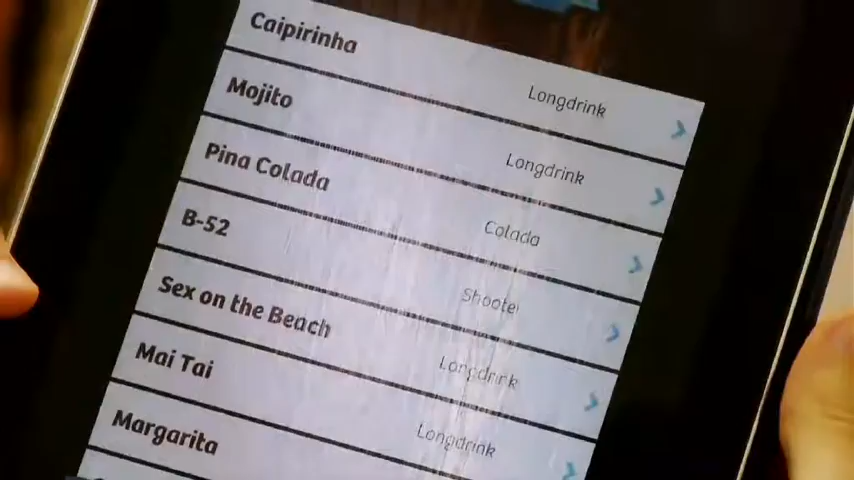 Caipirinha Longdrink
Mojito Longdrink
Pina Colada Colada
B-52 Shooter
Sex on the Beach Longdrink
Mai Tai Longdrink
Margarita